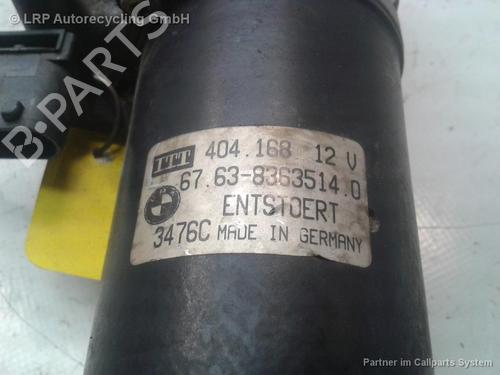 © LRP Autorecycling GmbH
ITT 404.168 12 V
67.63-8363514.0
ENTSTOERT
3476C MADE IN GERMANY
Partner im Callparts System